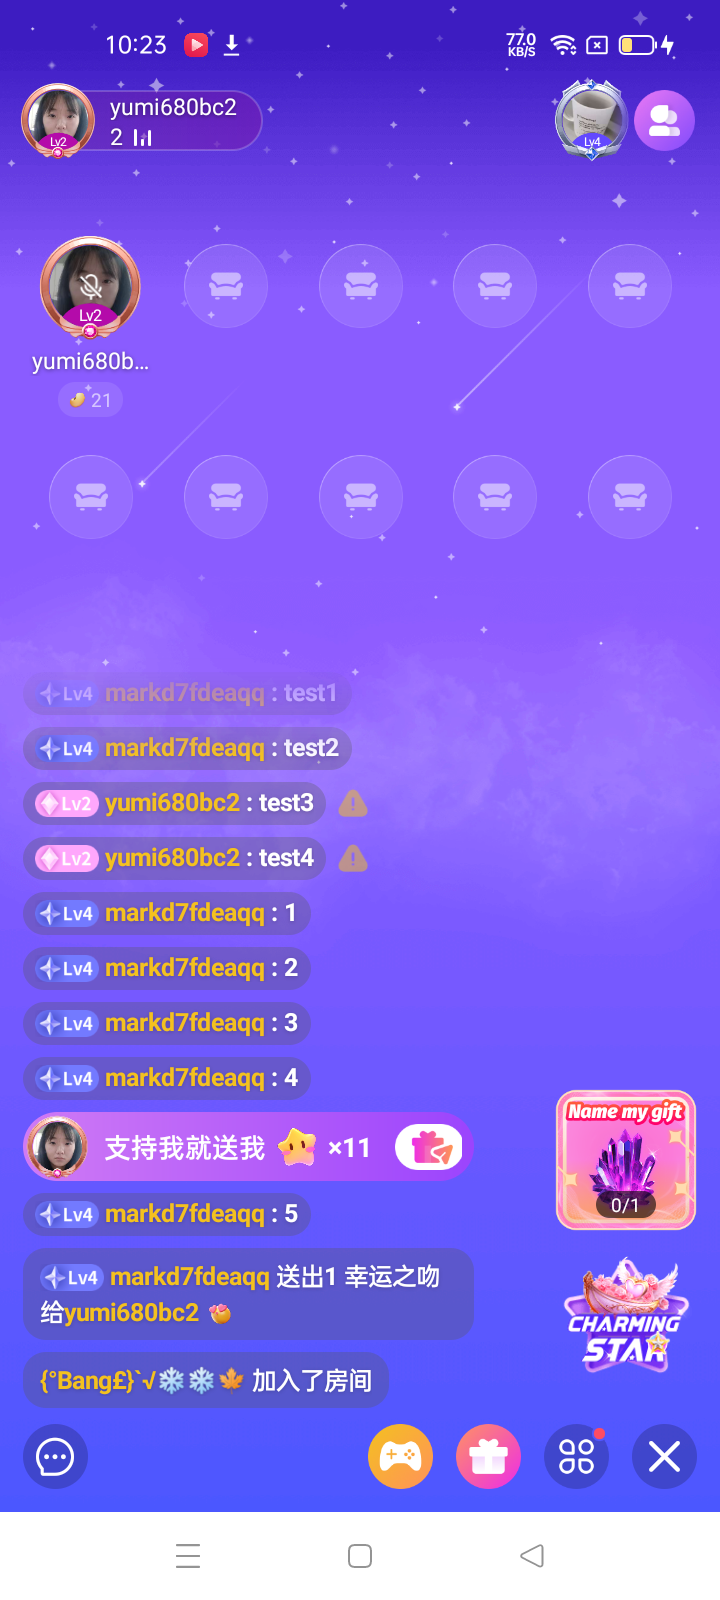 10:23
77.0
KB/S
yumi680bc2
2
Lv2
Lv4
Lv2
yumi680b...
21
Lv4 markd7fdeaqq : test1
Lv4 markd7fdeaqq : test2
Lv2 yumi680bc2 : test3
Lv2 yumi680bc2 : test4
Lv4 markd7fdeaqq : 1
Lv4 markd7fdeaqq : 2
Lv4 markd7fdeaqq : 3
Lv4 markd7fdeaqq : 4
支持我就送我 ×11
Name my gift
0/1
Lv4 markd7fdeaqq : 5
Lv4 markd7fdeaqq 送出1 幸运之吻
给yumi680bc2
CHARMING
STAR
{°Bang£}`√❄️❄️🍁 加入了房间